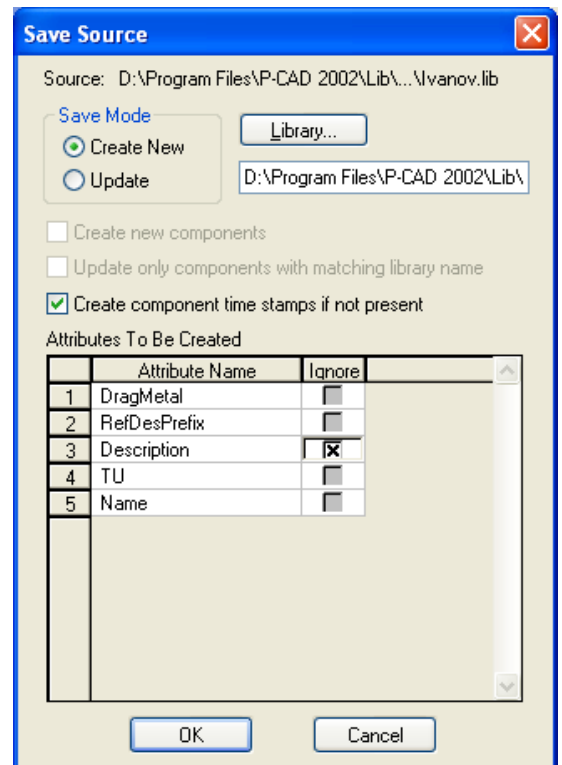 Save Source
Source: D:\Program Files\P-CAD 2002\Lib\...\Ivanov.lib
Save Mode
Create New
Update
Library...
D:\Program Files\P-CAD 2002\Lib\
Create new components
Update only components with matching library name
Create component time stamps if not present
Attributes To Be Created
Attribute Name Ignore
1 DragMetal
2 RefDesPrefix
3 Description
4 TU
5 Name
OK Cancel